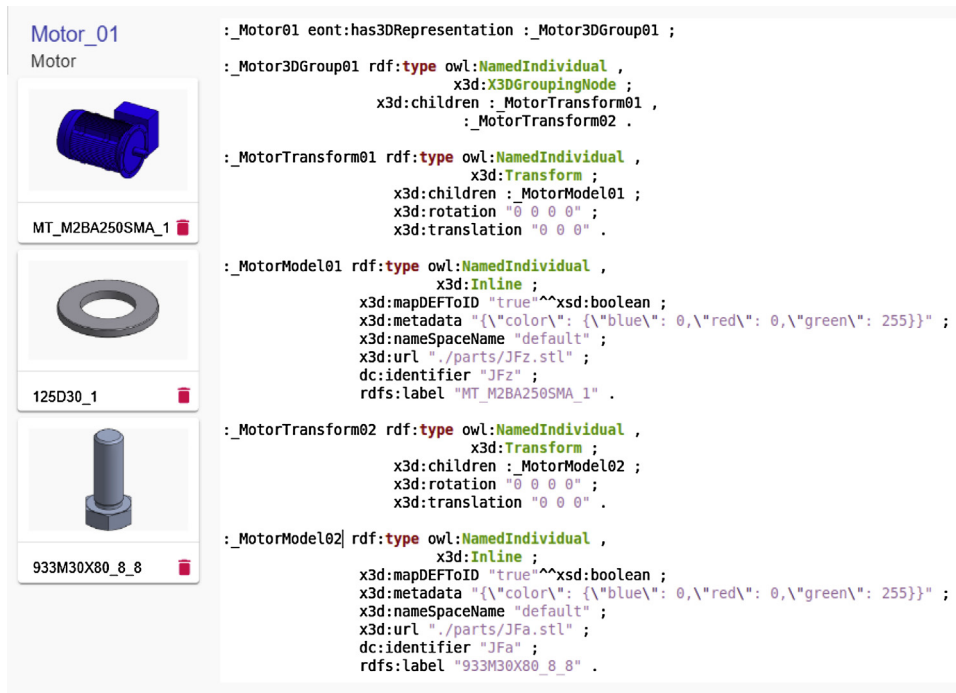 Motor_01
Motor
MT_M2BA250SMA_1
125D30_1
933M30X80_8_8
:_Motor01 eont:has3DRepresentation :_Motor3DGroup01 ;
:_Motor3DGroup01 rdf:type owl:NamedIndividual ,
x3d:X3DGroupingNode ;
x3d:children :_MotorTransform01 ,
:_MotorTransform02 .
:_MotorTransform01 rdf:type owl:NamedIndividual ,
x3d:Transform ;
x3d:children :_MotorModel01 ;
x3d:rotation "0 0 0 0" ;
x3d:translation "0 0 0" .
:_MotorModel01 rdf:type owl:NamedIndividual ,
x3d:Inline ;
x3d:mapDEFToID "true"^^xsd:boolean ;
x3d:metadata "{\"color\": {\"blue\": 0,\"red\": 0,\"green\": 255}}" ;
x3d:nameSpaceName "default" ;
x3d:url "./parts/JFz.stl" ;
dc:identifier "JFz" ;
rdfs:label "MT_M2BA250SMA_1" .
:_MotorTransform02 rdf:type owl:NamedIndividual ,
x3d:Transform ;
x3d:children :_MotorModel02 ;
x3d:rotation "0 0 0 0" ;
x3d:translation "0 0 0" .
:_MotorModel02 rdf:type owl:NamedIndividual ,
x3d:Inline ;
x3d:mapDEFToID "true"^^xsd:boolean ;
x3d:metadata "{\"color\": {\"blue\": 0,\"red\": 0,\"green\": 255}}" ;
x3d:nameSpaceName "default" ;
x3d:url "./parts/JFa.stl" ;
dc:identifier "JFa" ;
rdfs:label "933M30X80_8_8" .